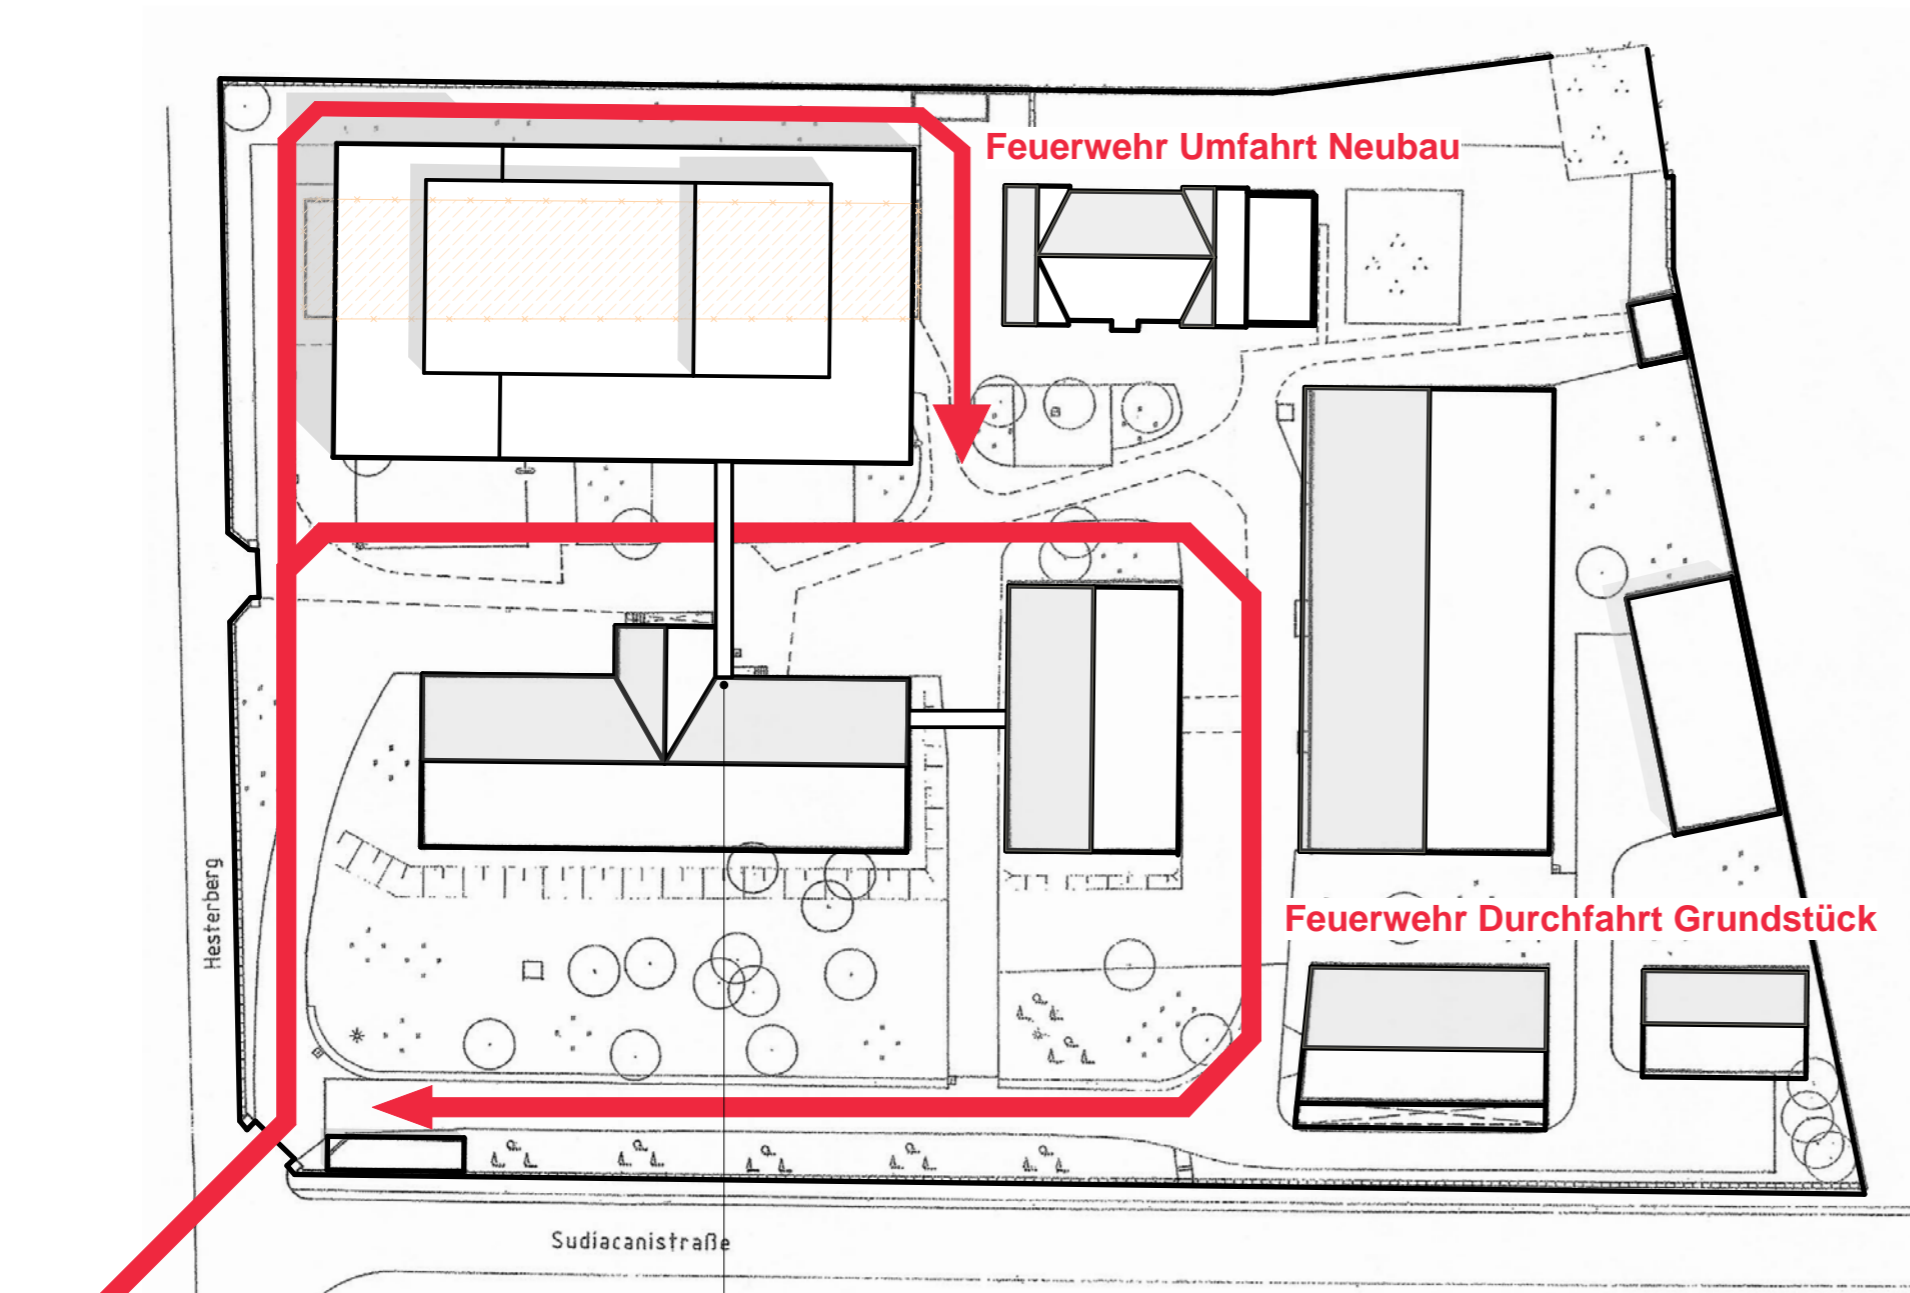 Feuerwehr Umfahrt Neubau
Hesterberg
Feuerwehr Durchfahrt Grundstück
Sudiacanistraße